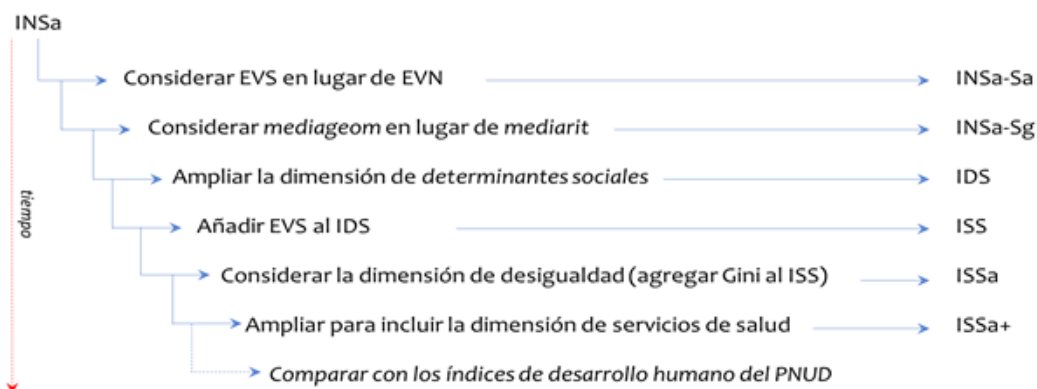 INSa
Considerar EVS en lugar de EVN INSa-Sa
Considerar mediageom en lugar de mediarit INSa-Sg
Ampliar la dimensión de determinantes sociales IDS
Añadir EVS al IDS ISS
Considerar la dimensión de desigualdad (agregar Gini al ISS) ISSa
Ampliar para incluir la dimensión de servicios de salud ISSa+
Comparar con los índices de desarrollo humano del PNUD
tiempo